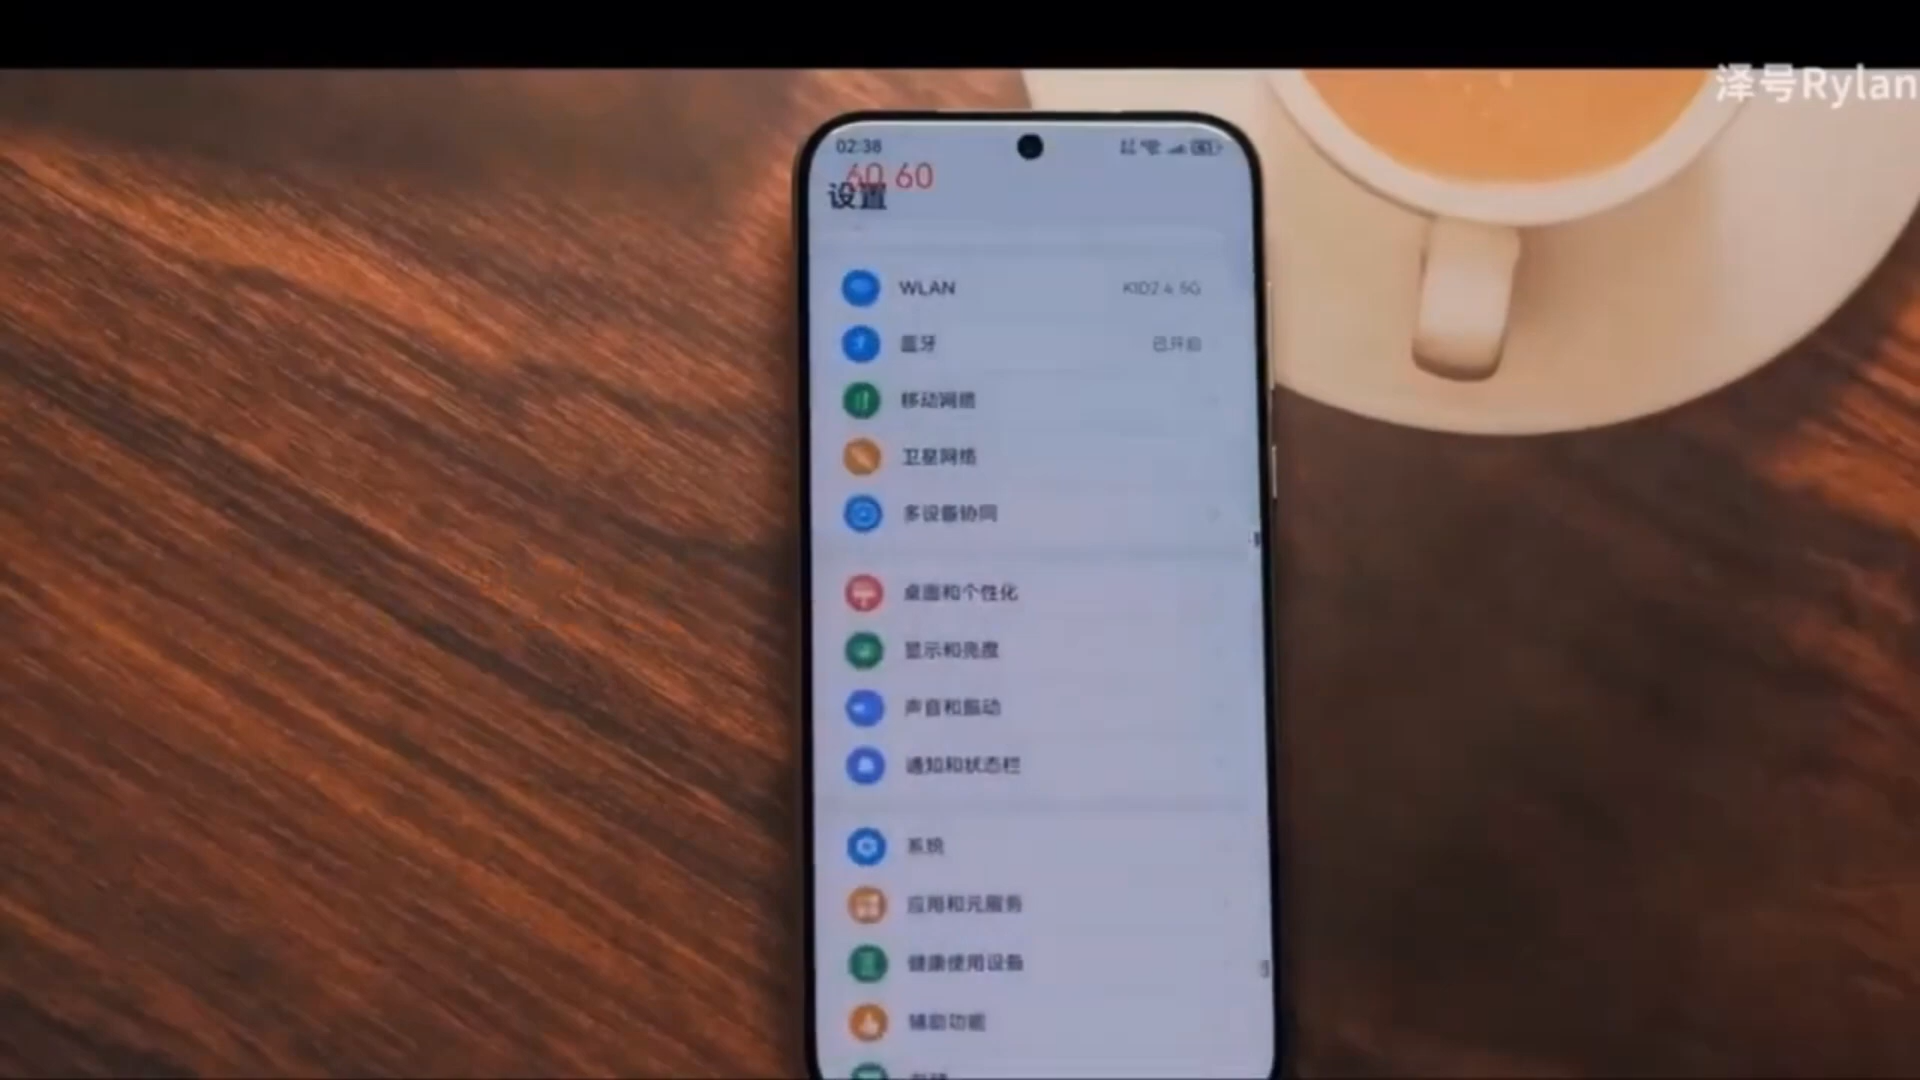 泽号Rylan
02:38
60 60
设置
WLAN
蓝牙
已开启
移动网络
卫星网络
多设备协同
桌面和个性化
显示和亮度
声音和振动
通知和状态栏
系统
应用和元服务
健康使用设备
辅助功能